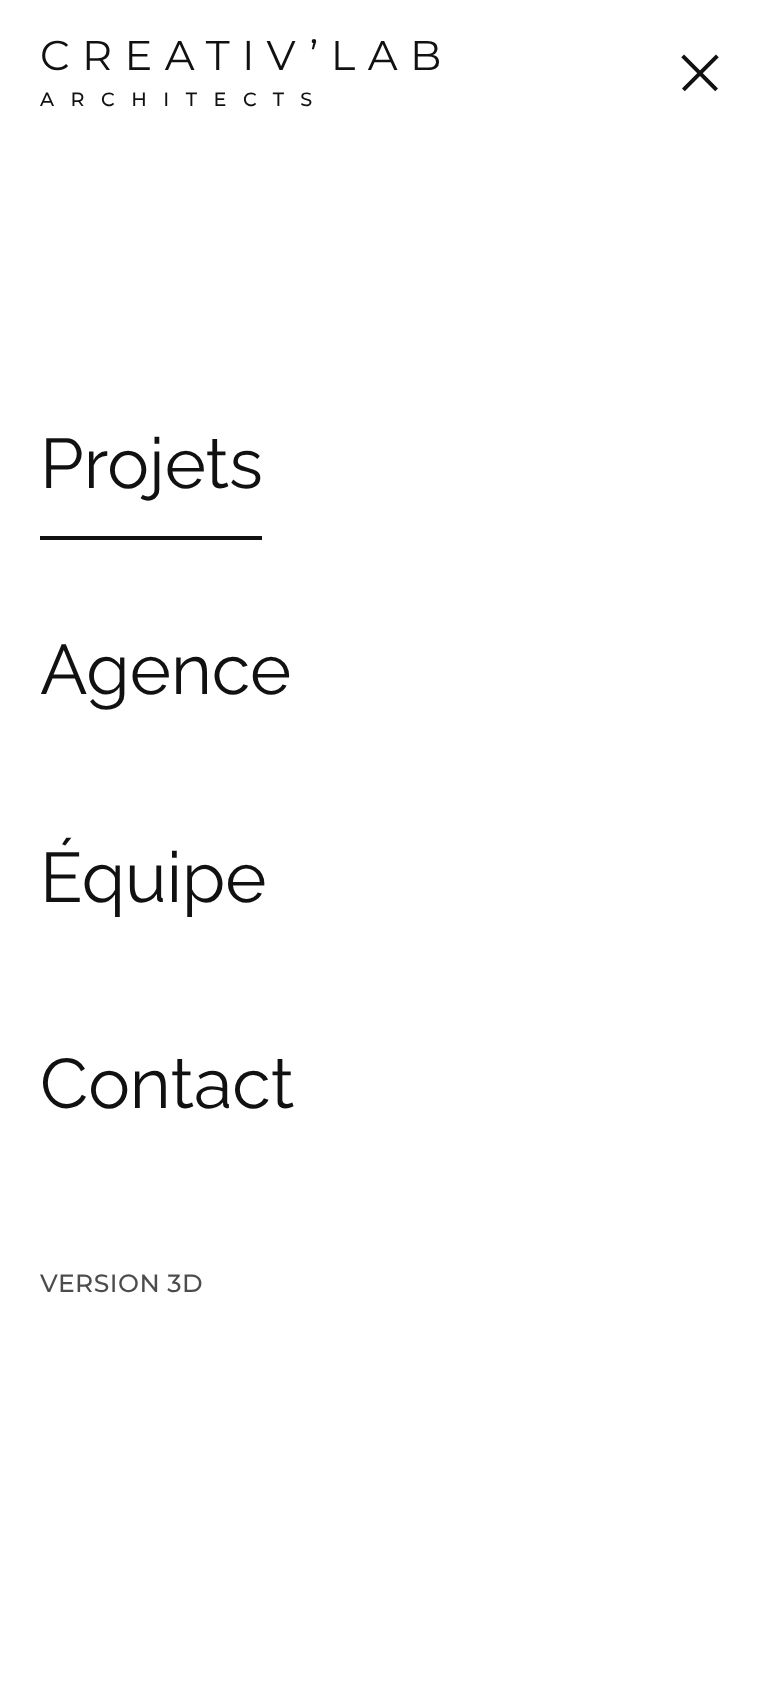 CREATIV’LAB
ARCHITECTS
Projets
Agence
Équipe
Contact
VERSION 3D